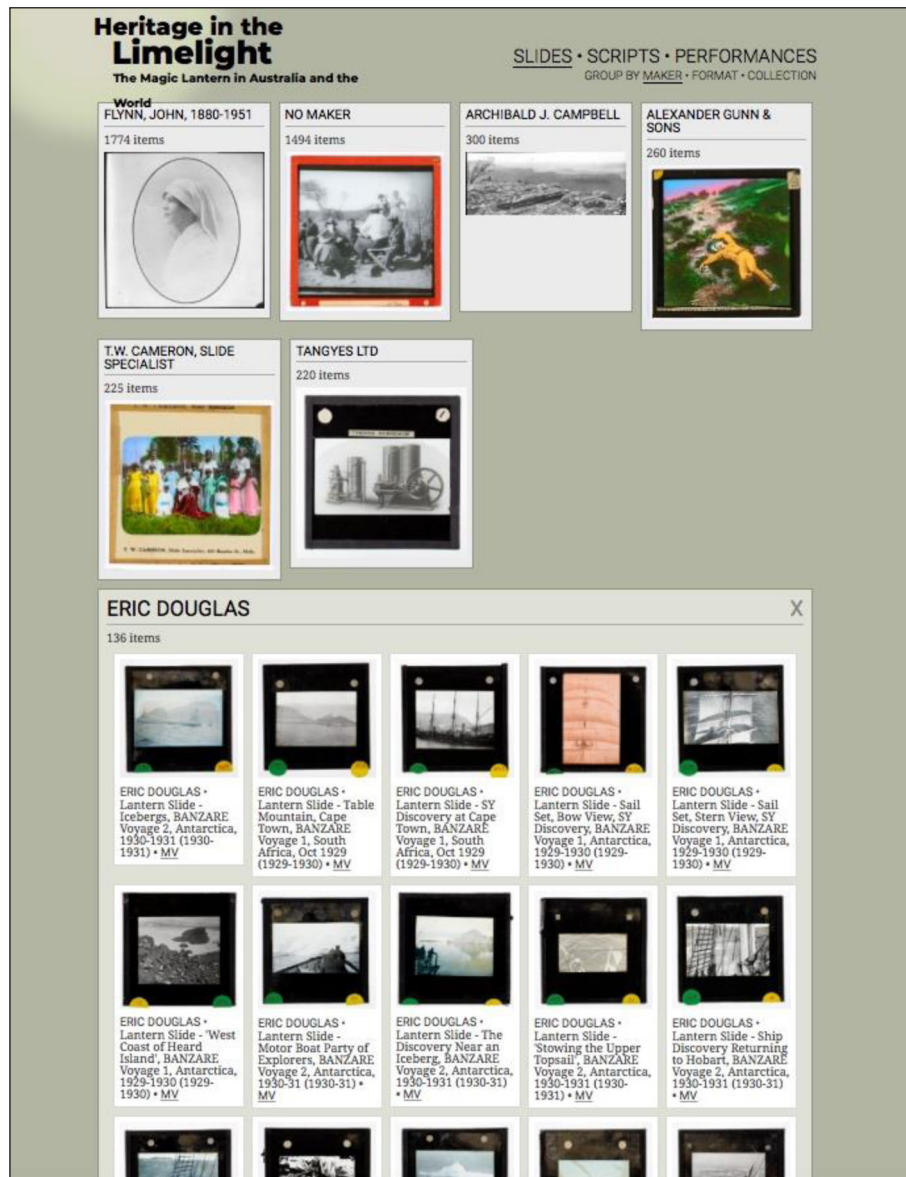 Heritage in the
Limelight
The Magic Lantern in Australia and the
World
SLIDES • SCRIPTS • PERFORMANCES
GROUP BY MAKER • FORMAT • COLLECTION
FLYNN, JOHN, 1880-1951
1774 items
NO MAKER
1494 items
ARCHIBALD J. CAMPBELL
300 items
ALEXANDER GUNN &
SONS
260 items
T.W. CAMERON, SLIDE
SPECIALIST
225 items
TANGYES LTD
220 items
ERIC DOUGLAS
X
136 items
ERIC DOUGLAS •
Lantern Slide -
Icebergs, BANZARE
Voyage 2, Antarctica,
1930-1931 (1930-
1931) • MV
ERIC DOUGLAS •
Lantern Slide - Table
Mountain, Cape
Town, BANZARE
Voyage 1, South
Africa, Oct 1929
(1929-1930) • MV
ERIC DOUGLAS •
Lantern Slide - SY
Discovery at Cape
Town, BANZARE
Voyage 1, South
Africa, Oct 1929
(1929-1930) • MV
ERIC DOUGLAS •
Lantern Slide - Sail
Set, Bow View, SY
Discovery, BANZARE
Voyage 1, Antarctica,
1929-1930 (1929-
1930) • MV
ERIC DOUGLAS •
Lantern Slide - Sail
Set, Stern View, SY
Discovery, BANZARE
Voyage 1, Antarctica,
1929-1930 (1929-
1930) • MV
ERIC DOUGLAS •
Lantern Slide - 'West
Coast of Heard
Island', BANZARE
Voyage 1, Antarctica,
1929-1930 (1929-
1930) • MV
ERIC DOUGLAS •
Lantern Slide -
Motor Boat Party of
Explorers, BANZARE
Voyage 2, Antarctica,
1930-31 (1930-31) •
MV
ERIC DOUGLAS •
Lantern Slide - The
Discovery Near an
Iceberg, BANZARE
Voyage 2, Antarctica,
1930-1931 (1930-31)
• MV
ERIC DOUGLAS •
Lantern Slide -
'Stowing the Upper
Topsail', BANZARE
Voyage 2, Antarctica,
1930-1931 (1930-
1931) • MV
ERIC DOUGLAS •
Lantern Slide - Ship
Discovery Returning
to Hobart, BANZARE
Voyage 2, Antarctica,
1930-1931 (1930-31)
• MV